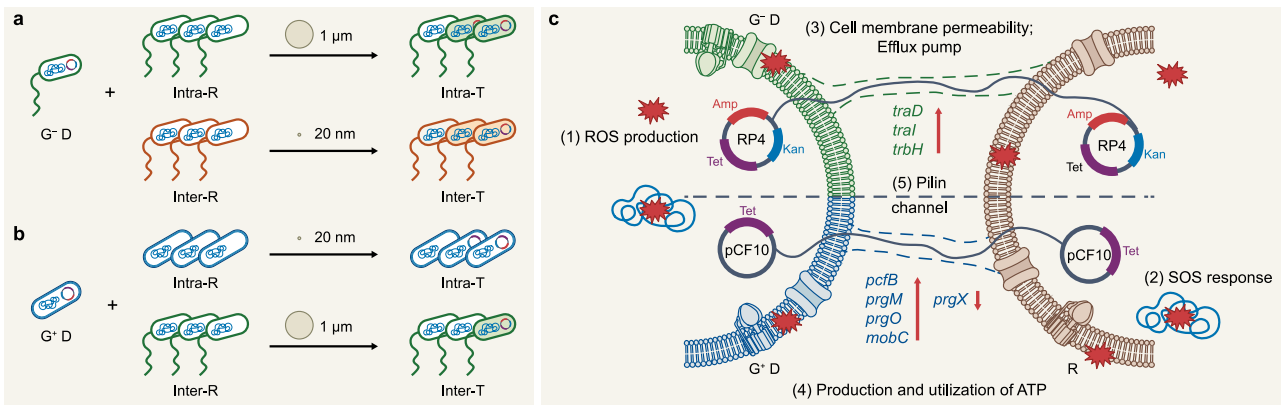 a
1 µm
Intra-R
Intra-T
G⁻ D
+
20 nm
Inter-R
Inter-T
b
20 nm
Intra-R
Intra-T
G⁺ D
+
1 µm
Inter-R
Inter-T
c
G⁻ D
(3) Cell membrane permeability;
Efflux pump
(1) ROS production
Amp
RP4
Kan
Tet
traD
traI
trbH
Amp
RP4
Kan
Tet
(5) Pilin
channel
Tet
pCF10
pCF10
Tet
(2) SOS response
pcfB
prgM
prgO
mobC
prgX
G⁺ D
R
(4) Production and utilization of ATP